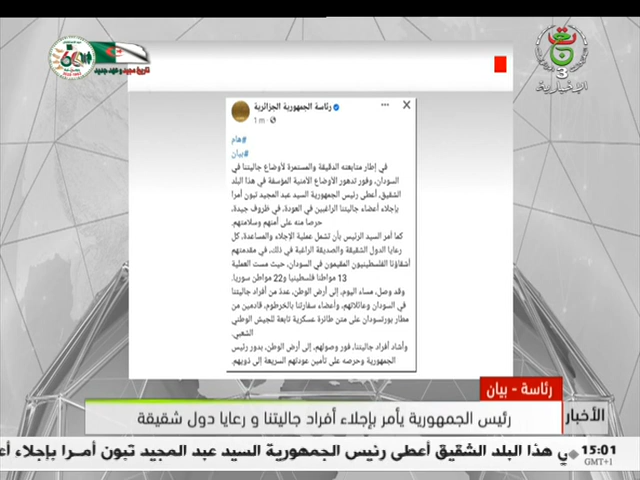 تاريخ مجيد و عهد جديد
3
الإخبارية
رئاسة الجمهورية الجزائرية
1 m
#هام
#بيان
في إطار متابعته الدقيقة والمستمرة لأوضاع جاليتنا في
السودان، وفور تدهور الأوضاع الأمنية المؤسفة في هذا البلد
الشقيق، أعطى رئيس الجمهورية السيد عبد المجيد تبون أمرا
بإجلاء أعضاء جاليتنا الراغبين في العودة، في ظروف جيدة،
حرصا منه على أمنهم وسلامتهم.
كما أمر السيد الرئيس بأن تشمل عملية الإجلاء والمساعدة، كل
رعايا الدول الشقيقة والصديقة الراغبة في ذلك، في مقدمتهم
أشقاؤنا الفلسطينيون المقيمون في السودان، حيث مست العملية
13 مواطنا فلسطينيا و22 مواطن سوريا.
وقد وصل، مساء اليوم، إلى أرض الوطن، عدد من أفراد جاليتنا
في السودان وعائلاتهم، وأعضاء سفارتنا بالخرطوم، قادمين من
مطار بورتسودان على متن طائرة عسكرية تابعة للجيش الوطني
الشعبي.
وأشاد أفراد جاليتنا، فور وصولهم، إلى أرض الوطن، بدور رئيس
الجمهورية وحرصه على تأمين عودتهم السريعة إلى ذويهم.
رئاسة - بيان
الأخبار
رئيس الجمهورية يأمر بإجلاء أفراد جاليتنا و رعايا دول شقيقة
15:01
GMT+1
ي هذا البلد الشقيق أعطى رئيس الجمهورية السيد عبد المجيد تبون أمـرا بإجلاء أع